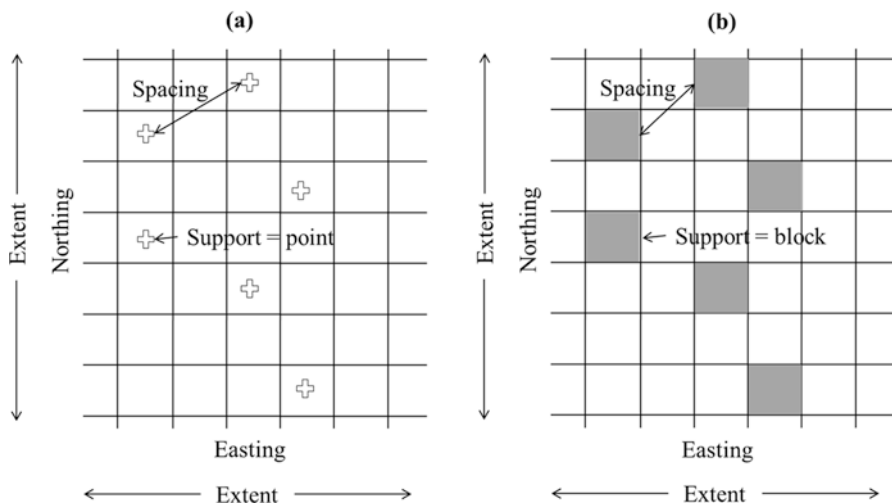 (a)
Spacing
Extent
Northing
Support = point
Easting
Extent
(b)
Spacing
Extent
Northing
Support = block
Easting
Extent